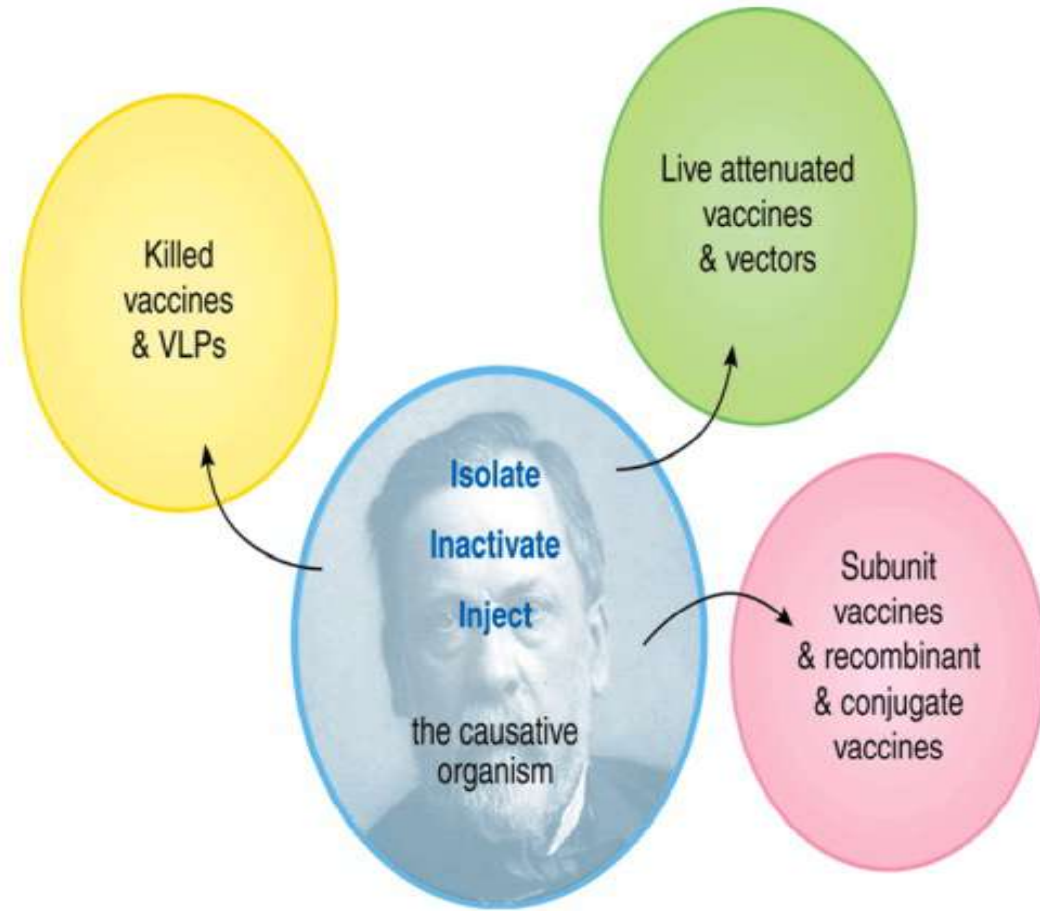 Killed
vaccines
& VLPs
Live attenuated
vaccines
& vectors
Isolate
Inactivate
Inject
the causative
organism
Subunit
vaccines
& recombinant
& conjugate
vaccines